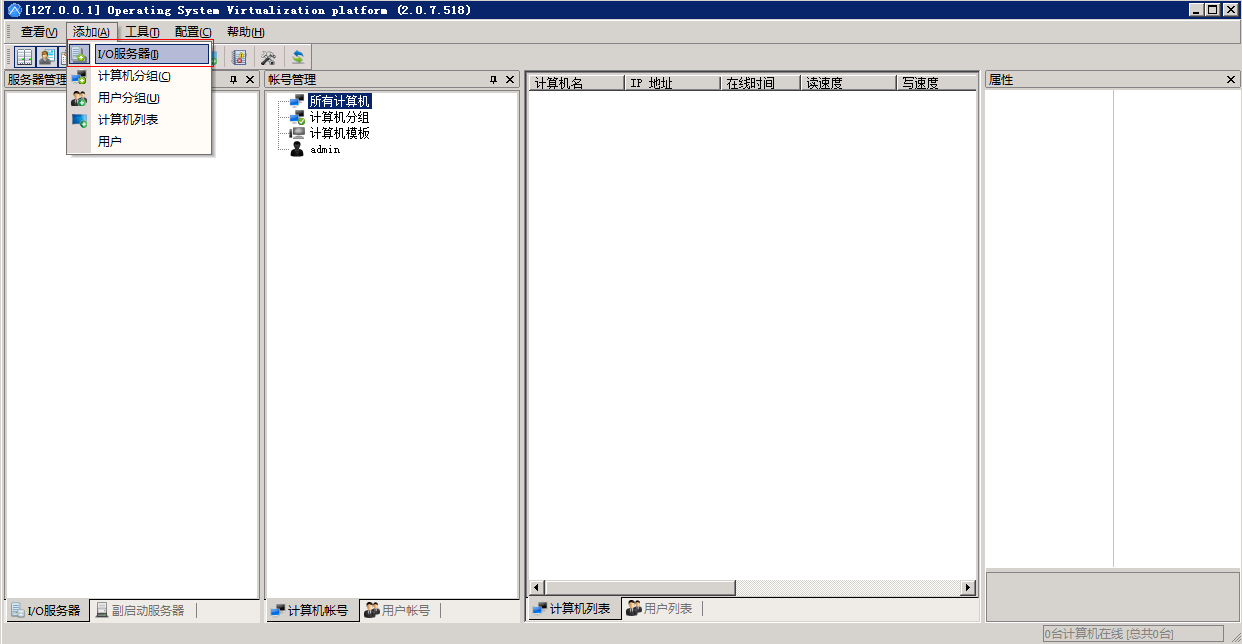 [127.0.0.1] Operating System Virtualization platform (2.0.7.518)
查看(V) 添加(A) 工具(T) 配置(C) 帮助(H)
I/O服务器(I)
计算机分组(C)
用户分组(U)
计算机列表
用户
服务器管理
帐号管理
所有计算机
计算机分组
计算机模板
admin
计算机名 IP 地址 在线时间 读速度 写速度
属性
I/O服务器 副启动服务器
计算机帐号 用户帐号
计算机列表 用户列表
0台计算机在线 [总共0台]